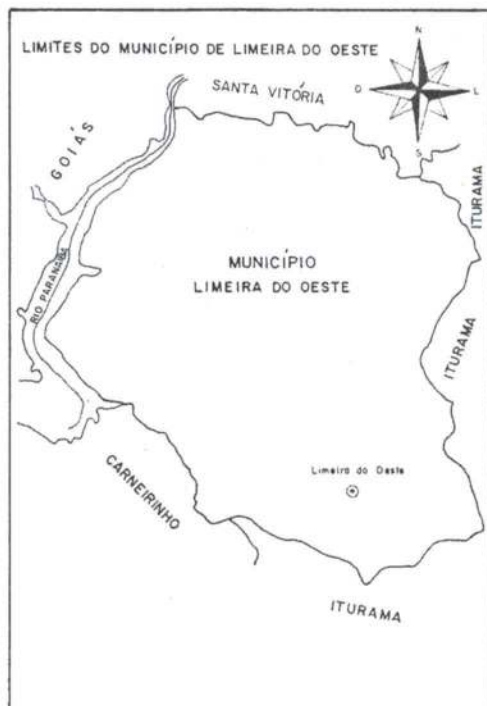 LIMITES DO MUNICÍPIO DE LIMEIRA DO OESTE
N
SANTA VITÓRIA
O
L
S
GOIÁS
ITURAMA
RIO PARANAIBA
MUNICÍPIO
LIMEIRA DO OESTE
ITURAMA
CARNEIRINHO
Limeira do Oeste
ITURAMA